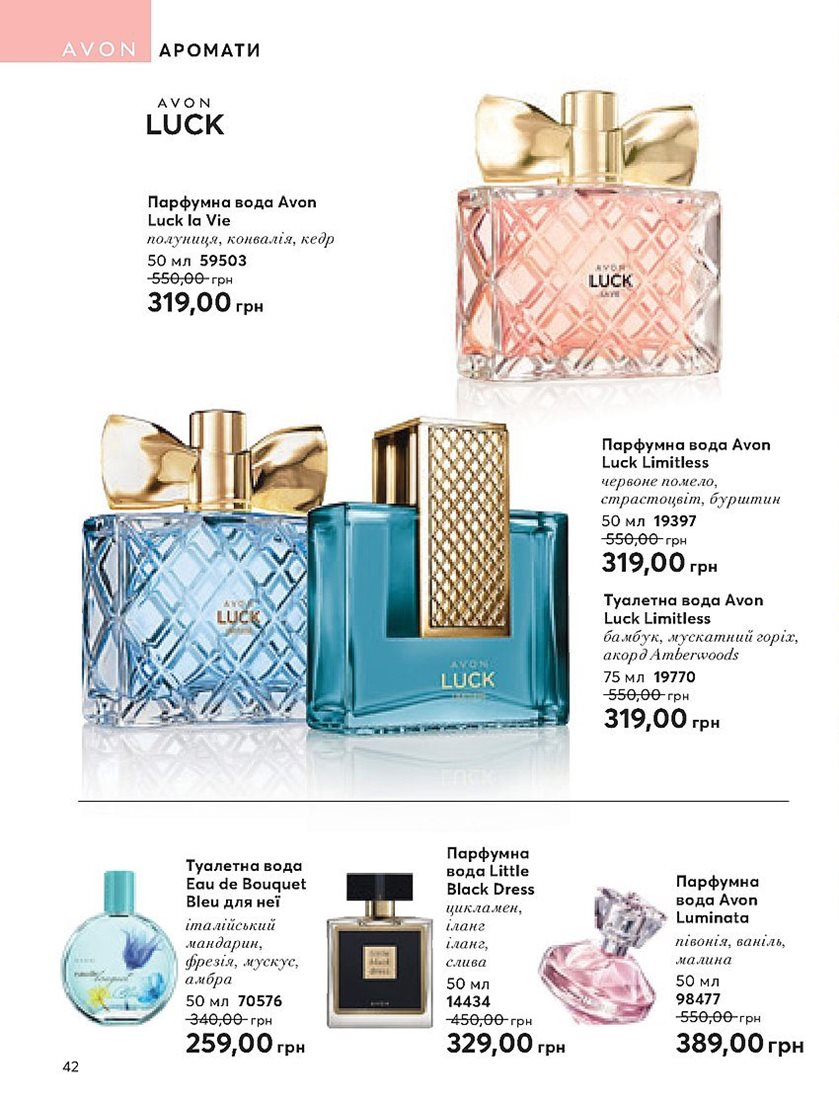 AVON АРОМАТИ
AVON
LUCK
Парфумна вода Avon
Luck la Vie
полуниця, конвалія, кедр
50 мл 59503
550,00 грн
319,00 грн
AVON
LUCK
LA VIE
Парфумна вода Avon
Luck Limitless
червоне помело,
страстоцвіт, бурштин
50 мл 19397
550,00 грн
319,00 грн
Туалетна вода Avon
Luck Limitless
бамбук, мускатний горіх,
акорд Amberwoods
75 мл 19770
550,00 грн
319,00 грн
AVON
LUCK
AVON
LUCK
Туалетна вода
Eau de Bouquet
Bleu для неї
італійський
мандарин,
фрезія, мускус,
амбра
50 мл 70576
340,00 грн
259,00 грн
little
black
dress
AVON
Парфумна
вода Little
Black Dress
цикламен,
іланг
іланг,
слива
50 мл
14434
450,00 грн
329,00 грн
Парфумна
вода Avon
Luminata
півонія, ваніль,
малина
50 мл
98477
550,00 грн
389,00 грн
42